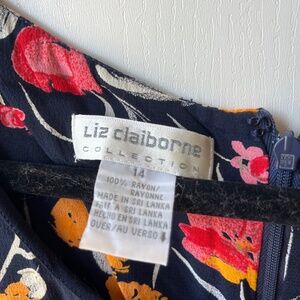 Liz claiborne
COLLECTION
14
100% RAYON/
RAYONNE
MADE IN SRI LANKA
FAIT A SRI LANKA
HECHO EN SRI LANKA
OVER/AU VERSO